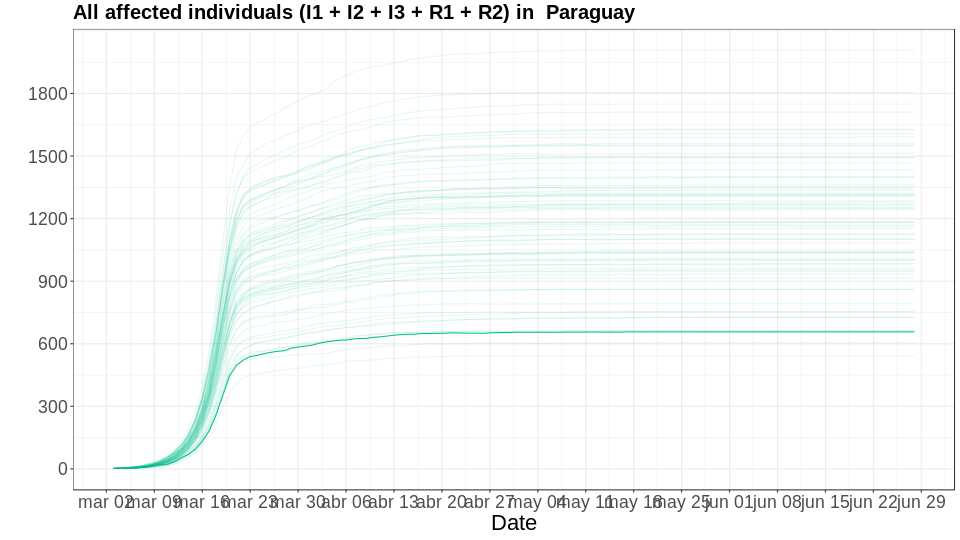 All affected individuals (I1 + I2 + I3 + R1 + R2) in  Paraguay
1800
1500
1200
900
600
300
0
mar 02 mar 09 mar 16 mar 23 mar 30 abr 06 abr 13 abr 20 abr 27 may 04 may 11 may 18 may 25 jun 01 jun 08 jun 15 jun 22 jun 29
Date